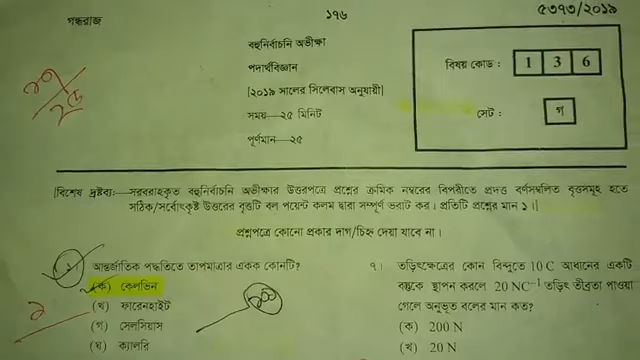 গন্ধরাজ
১৭৬
৫৩৭৩/২০১৯
বহুনির্বাচনি অভীক্ষা
পদার্থবিজ্ঞান
[২০১৯ সালের সিলেবাস অনুযায়ী]
সময়—২৫ মিনিট
পূর্ণমান—২৫
বিষয় কোড : 1 3 6
সেট : গ
[বিশেষ দ্রষ্টব্য:—সরবরাহকৃত বহুনির্বাচনি অভীক্ষার উত্তরপত্রে প্রশ্নের ক্রমিক নম্বরের বিপরীতে প্রদত্ত বর্ণসম্বলিত বৃত্তসমূহ হতে
সঠিক/সর্বোৎকৃষ্ট উত্তরের বৃত্তটি বল পয়েন্ট কলম দ্বারা সম্পূর্ণ ভরাট কর। প্রতিটি প্রশ্নের মান ১।]
প্রশ্নপত্রে কোনো প্রকার দাগ/চিহ্ন দেয়া যাবে না।
১। আন্তর্জাতিক পদ্ধতিতে তাপমাত্রার একক কোনটি?
(ক) কেলভিন
(খ) ফারেনহাইট
(গ) সেলসিয়াস
(ঘ) ক্যালরি
৭। তড়িৎক্ষেত্রের কোন বিন্দুতে 10 C আধানের একটি
বস্তুকে স্থাপন করলে 20 NC⁻¹ তড়িৎ তীব্রতা পাওয়া
গেলে অনুভূত বলের মান কত?
(ক) 200 N
(খ) 20 N